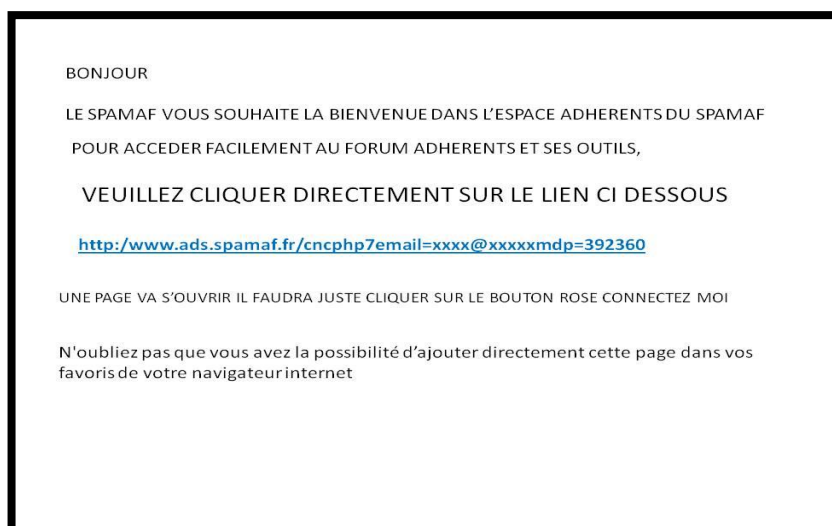 BONJOUR
LE SPAMAF VOUS SOUHAITE LA BIENVENUE DANS L’ESPACE ADHERENTS DU SPAMAF
POUR ACCEDER FACILEMENT AU FORUM ADHERENTS ET SES OUTILS,
VEUILLEZ CLIQUER DIRECTEMENT SUR LE LIEN CI DESSOUS
http:/www.ads.spamaf.fr/cncphp7email=xxxx@xxxxxmdp=392360
UNE PAGE VA S’OUVRIR IL FAUDRA JUSTE CLIQUER SUR LE BOUTON ROSE CONNECTEZ MOI
N'oubliez pas que vous avez la possibilité d’ajouter directement cette page dans vos
favoris de votre navigateur internet